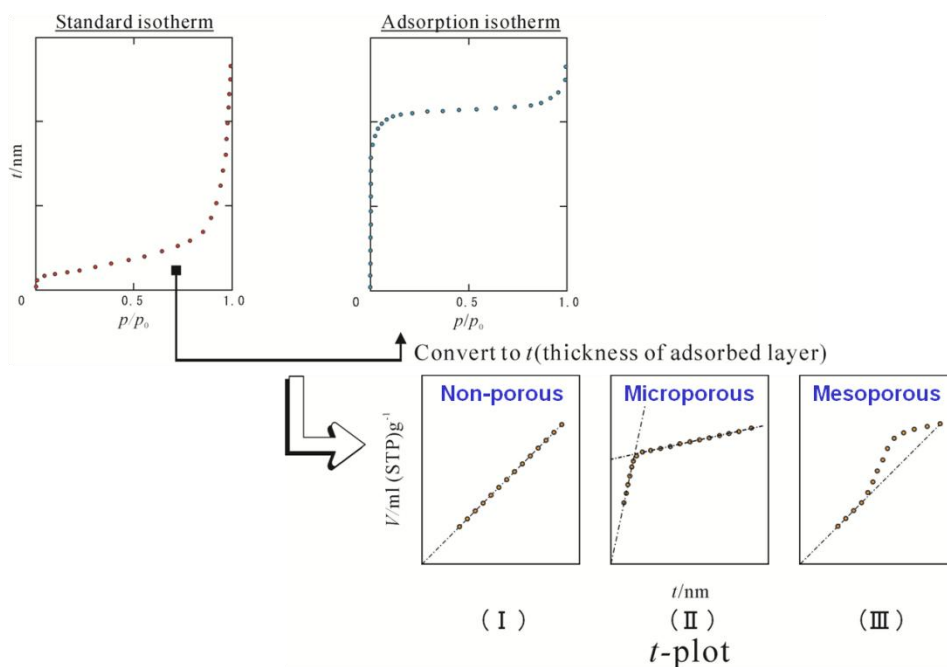 Standard isotherm
Adsorption isotherm
t/nm
0
0.5
1.0
p/p₀
0
0.5
1.0
p/p₀
Convert to t(thickness of adsorbed layer)
Non-porous
Microporous
Mesoporous
V/ml (STP)g⁻¹
t/nm
(Ⅰ)
(Ⅱ)
(Ⅲ)
t-plot